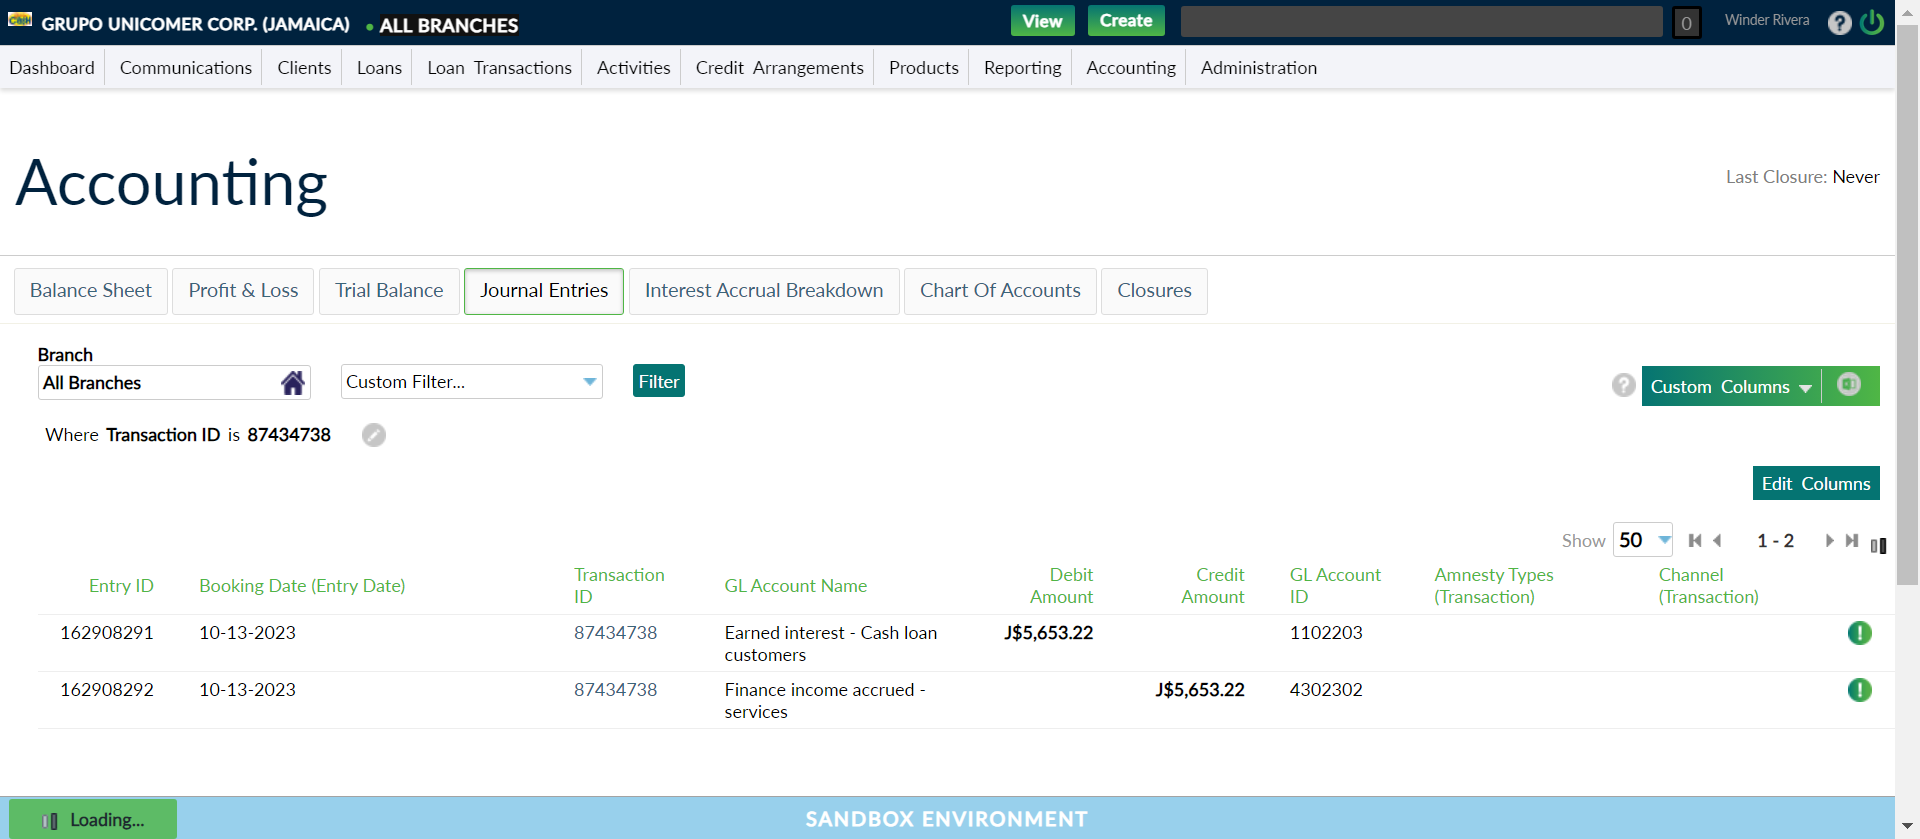 Cash
GRUPO UNICOMER CORP. (JAMAICA) • ALL BRANCHES View Create 0 Winder Rivera ?
Dashboard Communications Clients Loans Loan Transactions Activities Credit Arrangements Products Reporting Accounting Administration
Accounting
Last Closure: Never
Balance Sheet Profit & Loss Trial Balance Journal Entries Interest Accrual Breakdown Chart Of Accounts Closures
Branch
All Branches Custom Filter... Filter ? Custom Columns
Where Transaction ID is 87434738
Edit Columns
Show 50 1 - 2
Entry ID Booking Date (Entry Date) Transaction ID GL Account Name Debit Amount Credit Amount GL Account ID Amnesty Types (Transaction) Channel (Transaction)
162908291 10-13-2023 87434738 Earned interest - Cash loan J$5,653.22 1102203 !
customers
162908292 10-13-2023 87434738 Finance income accrued - J$5,653.22 4302302 !
services
Loading... SANDBOX ENVIRONMENT